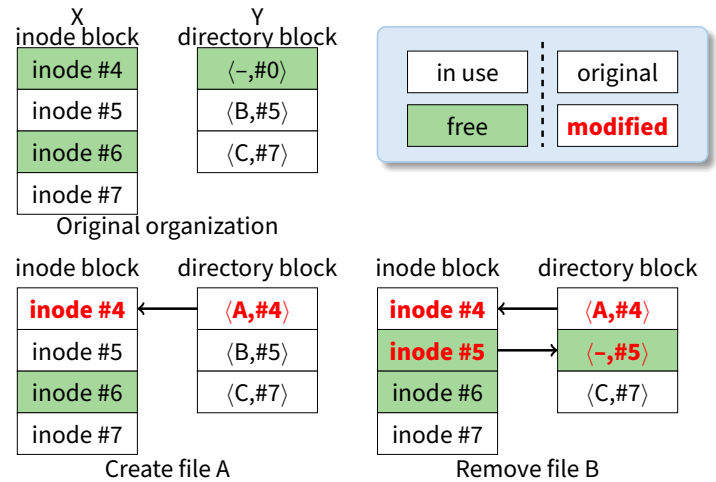 X
inode block
inode #4
inode #5
inode #6
inode #7
Y
directory block
⟨–,#0⟩
⟨B,#5⟩
⟨C,#7⟩
Original organization
in use
original
free
modified
inode block
inode #4
inode #5
inode #6
inode #7
directory block
⟨A,#4⟩
⟨B,#5⟩
⟨C,#7⟩
Create file A
inode block
inode #4
inode #5
inode #6
inode #7
directory block
⟨A,#4⟩
⟨–,#5⟩
⟨C,#7⟩
Remove file B